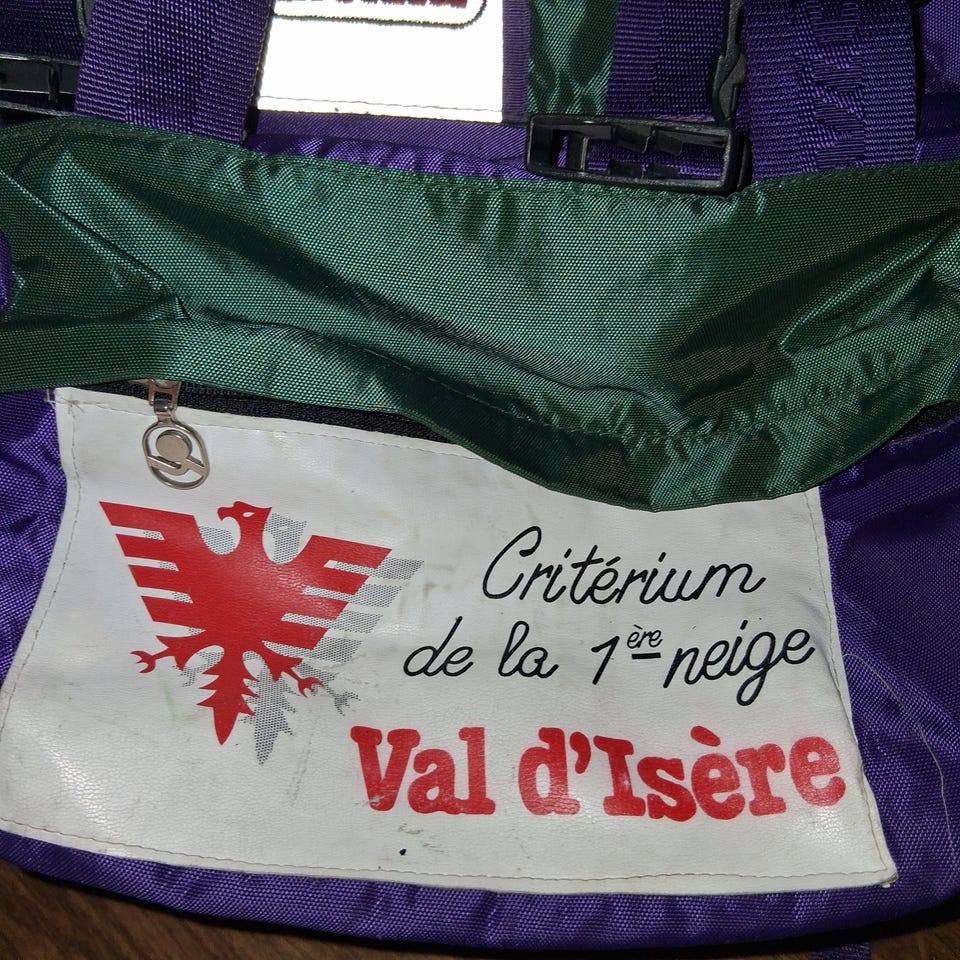 Critérium
de la 1ère neige
Val d'Isère